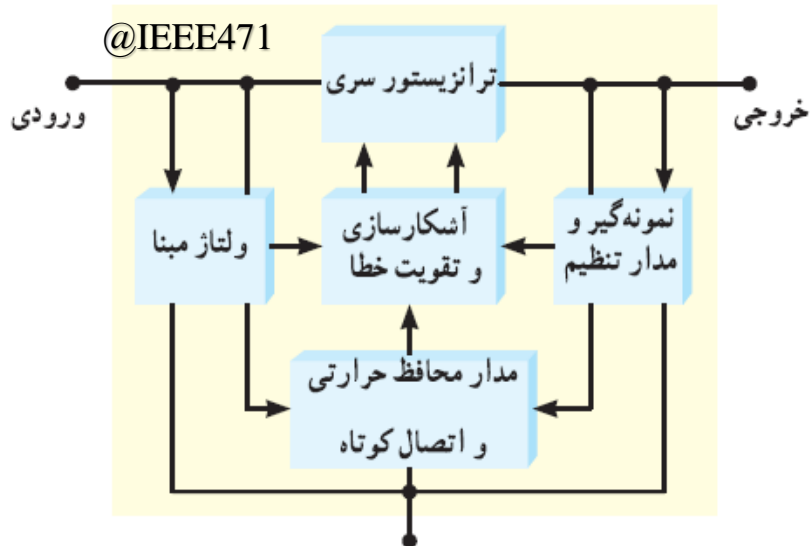 @IEEE471
ترانزیستور سری
ورودی
خروجی
ولتاژ مبنا
آشکارسازی
و تقویت خطا
نمونه‌گیر و
مدار تنظیم
مدار محافظ حرارتی
و اتصال کوتاه